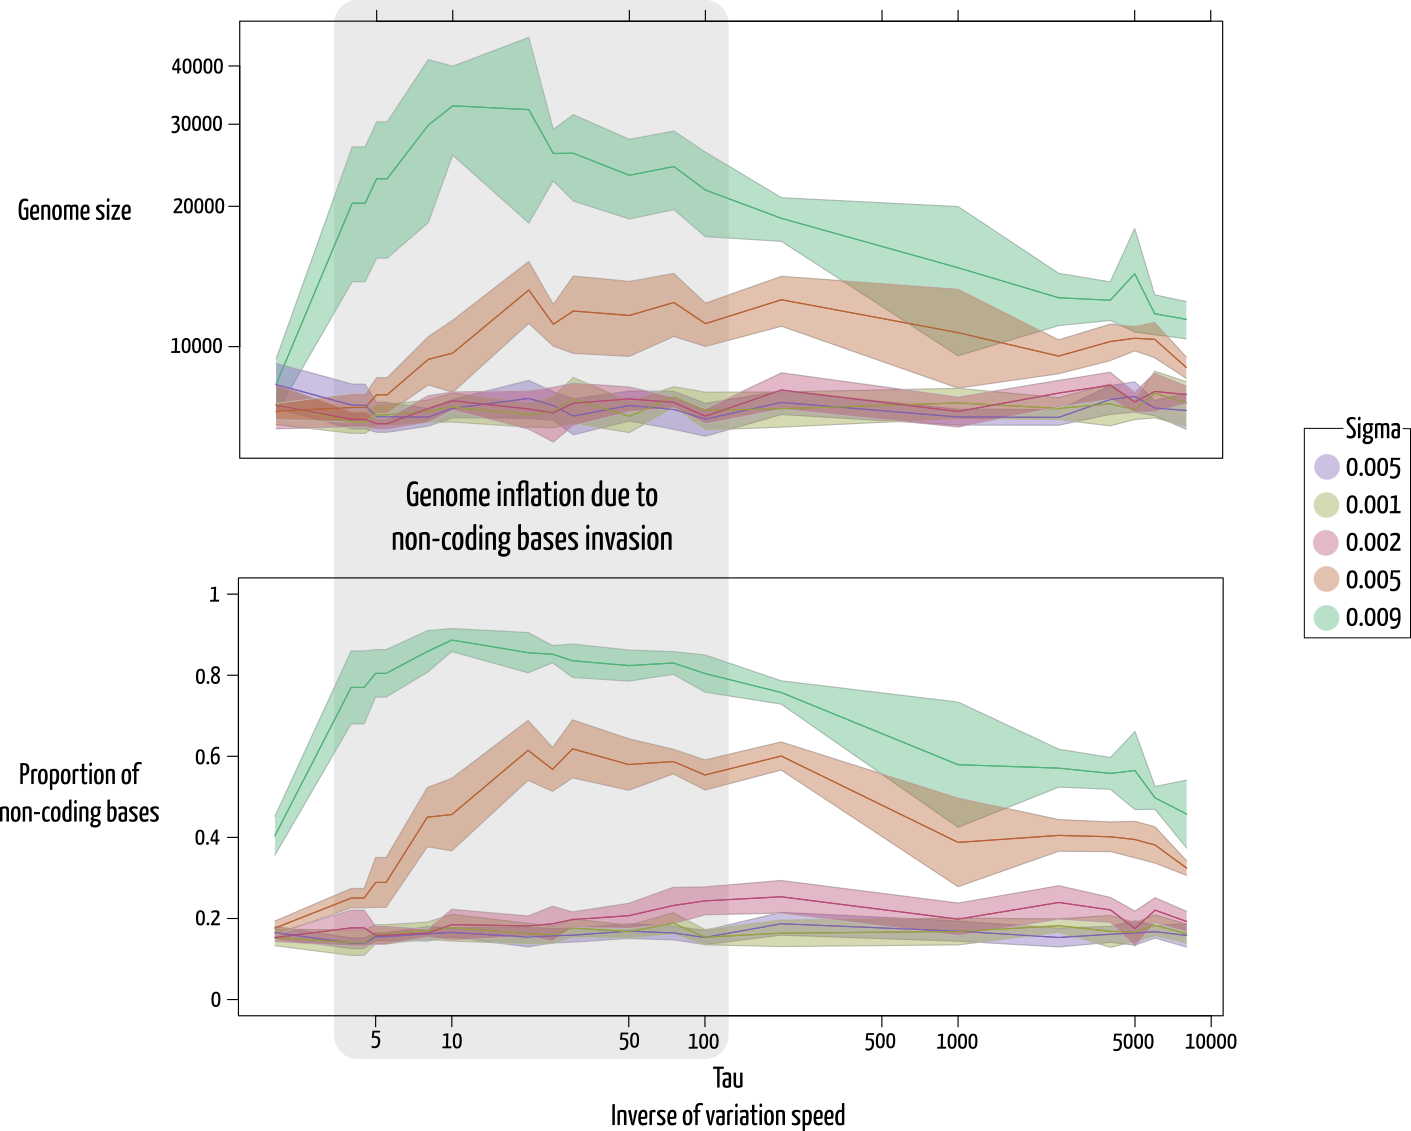 40000
30000
20000
10000
Genome size
Genome inflation due to
non-coding bases invasion
Sigma
0.005
0.001
0.002
0.005
0.009
1
0.8
0.6
0.4
0.2
0
Proportion of
non-coding bases
5 10 50 100 500 1000 5000 10000
Tau
Inverse of variation speed